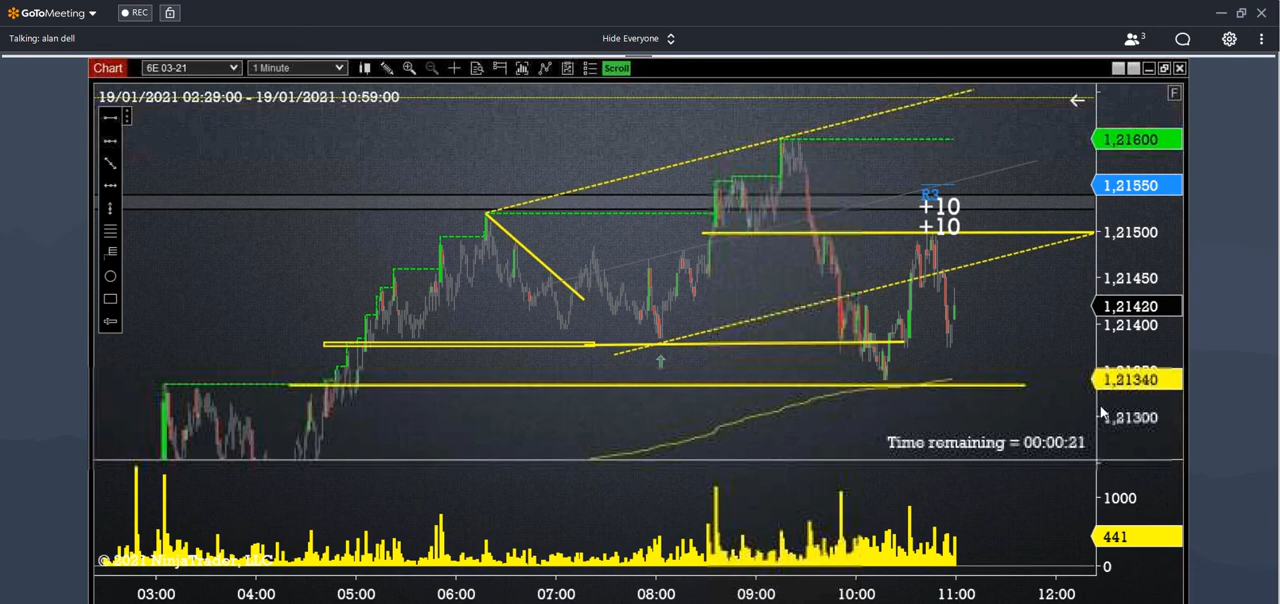 GoToMeeting
REC
Talking: alan dell
Hide Everyone
3
Chart
6E 03-21
1 Minute
Scroll
19/01/2021 02:29:00 - 19/01/2021 10:59:00
F
1,21600
1,21550
R3
+10
+10
1,21500
1,21450
1,21420
1,21400
1,21340
1,21300
Time remaining = 00:00:21
1000
441
0
© 2021 NinjaTrader, LLC
03:00 04:00 05:00 06:00 07:00 08:00 09:00 10:00 11:00 12:00